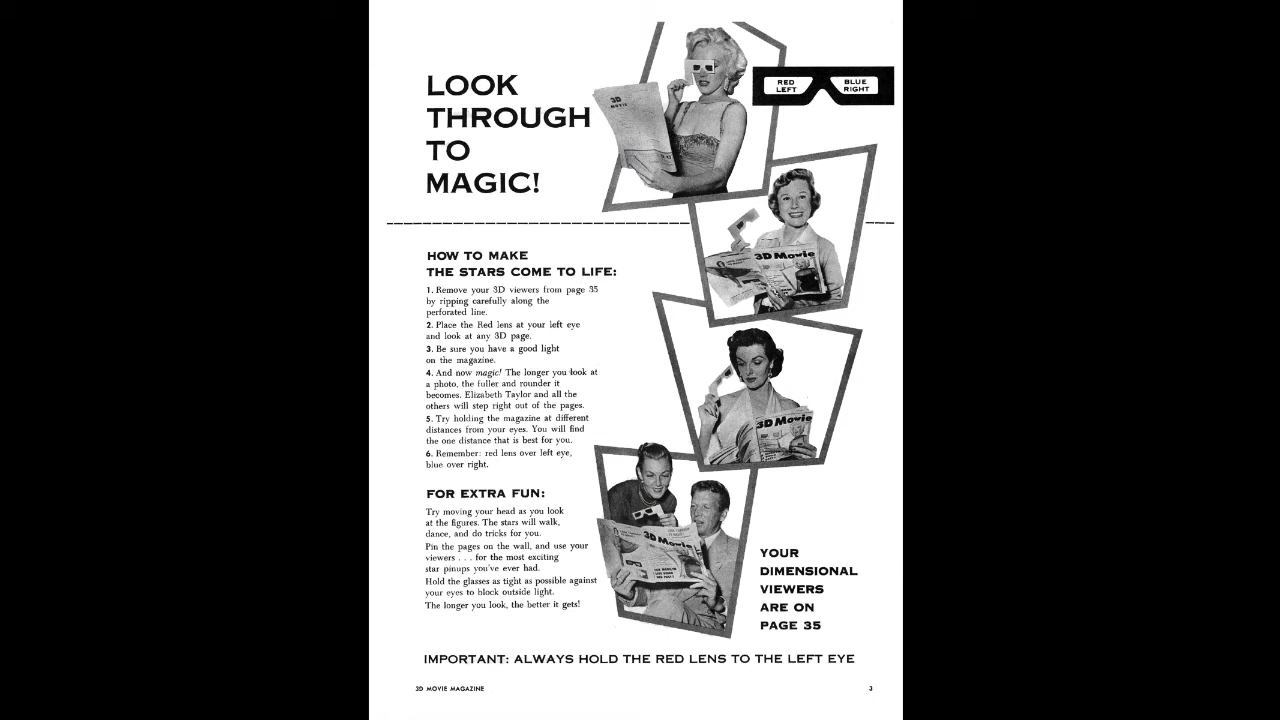 LOOK
THROUGH
TO
MAGIC!
RED
LEFT
BLUE
RIGHT
3D
MOVIE
3D Movie
3D Movie
3D Movie
HOW TO MAKE
THE STARS COME TO LIFE:
1. Remove your 3D viewers from page 35
by ripping carefully along the
perforated line.
2. Place the Red lens at your left eye
and look at any 3D page.
3. Be sure you have a good light
on the magazine.
4. And now magic! The longer you look at
a photo, the fuller and rounder it
becomes. Elizabeth Taylor and all the
others will step right out of the pages.
5. Try holding the magazine at different
distances from your eyes. You will find
the one distance that is best for you.
6. Remember: red lens over left eye,
blue over right.
FOR EXTRA FUN:
Try moving your head as you look
at the figures. The stars will walk,
dance, and do tricks for you.
Pin the pages on the wall, and use your
viewers . . . for the most exciting
star pinups you've ever had.
Hold the glasses as tight as possible against
your eyes to block outside light.
The longer you look, the better it gets!
YOUR
DIMENSIONAL
VIEWERS
ARE ON
PAGE 35
IMPORTANT: ALWAYS HOLD THE RED LENS TO THE LEFT EYE
3D MOVIE MAGAZINE
3